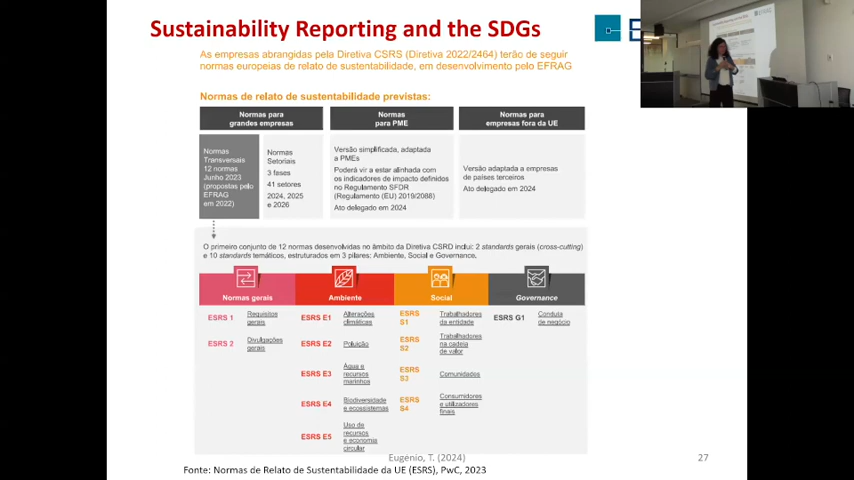 Sustainability Reporting and the SDGs
As empresas abrangidas pela Diretiva CSRS (Diretiva 2022/2464) terão de seguir
normas europeias de relato de sustentabilidade, em desenvolvimento pelo EFRAG
Normas de relato de sustentabilidade previstas:
Normas para
grandes empresas
Normas
Transversais
12 normas
Junho 2023
(propostas pelo
EFRAG
em 2022)
Normas
Setoriais
3 fases
41 setores
2024, 2025
e 2026
Normas
para PME
Versão simplificada, adaptada
a PMEs
Poderá vir a estar alinhada com
os indicadores de impacto definidos
no Regulamento SFDR
(Regulamento (EU) 2019/2088)
Ato delegado em 2024
Normas para
empresas fora da UE
Versão adaptada a empresas
de países terceiros
Ato delegado em 2024
O primeiro conjunto de 12 normas desenvolvidas no âmbito da Diretiva CSRD inclui: 2 standards gerais (cross-cutting)
e 10 standards temáticos, estruturados em 3 pilares: Ambiente, Social e Governance.
Normas gerais
ESRS 1 Requisitos
gerais
ESRS 2 Divulgações
gerais
Ambiente
ESRS E1 Alterações
climáticas
ESRS E2 Poluição
ESRS E3 Água e
recursos
marinhos
ESRS E4 Biodiversidade
e ecossistemas
ESRS E5 Uso de
recursos
e economia
circular
Social
ESRS S1 Trabalhadores
da entidade
ESRS S2 Trabalhadores
na cadeia
de valor
ESRS S3 Comunidades
ESRS S4 Consumidores
e utilizadores
finais
Governance
ESRS G1 Conduta
de negócio
Eugénio, T. (2024)
27
Fonte: Normas de Relato de Sustentabilidade da UE (ESRS), PwC, 2023